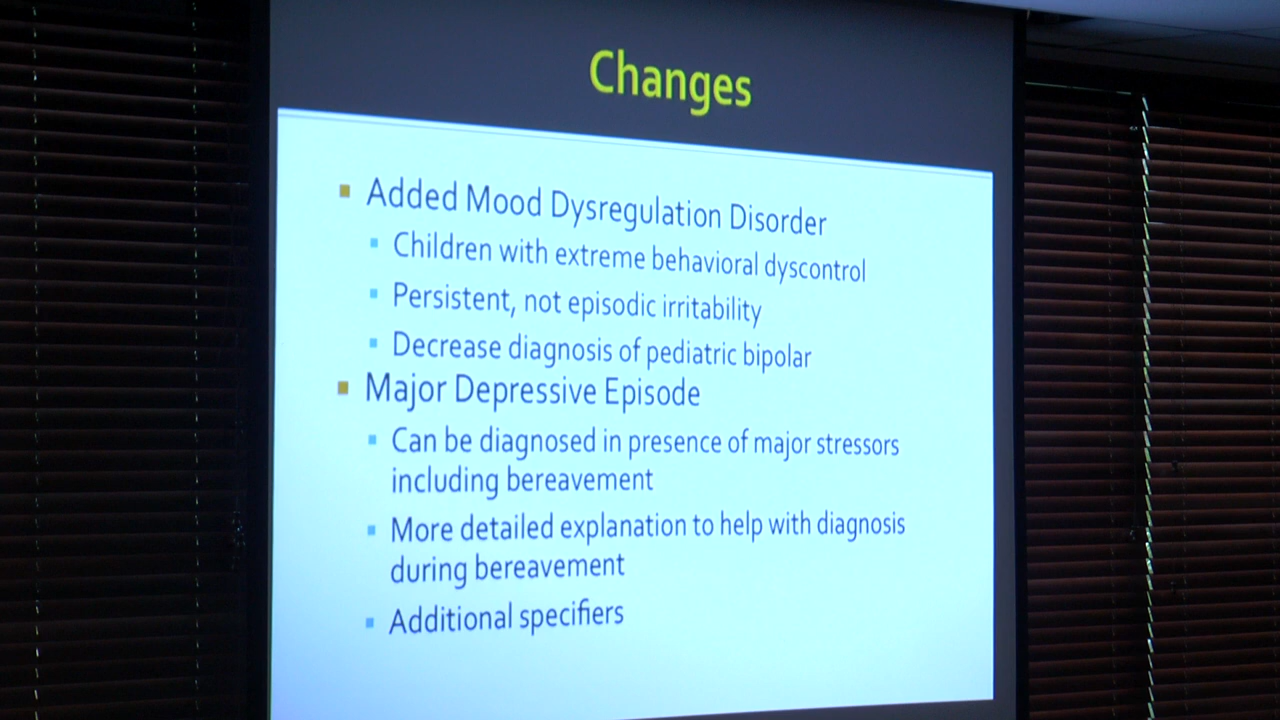 Changes
Added Mood Dysregulation Disorder
Children with extreme behavioral dyscontrol
Persistent, not episodic irritability
Decrease diagnosis of pediatric bipolar
Major Depressive Episode
Can be diagnosed in presence of major stressors
including bereavement
More detailed explanation to help with diagnosis
during bereavement
Additional specifiers